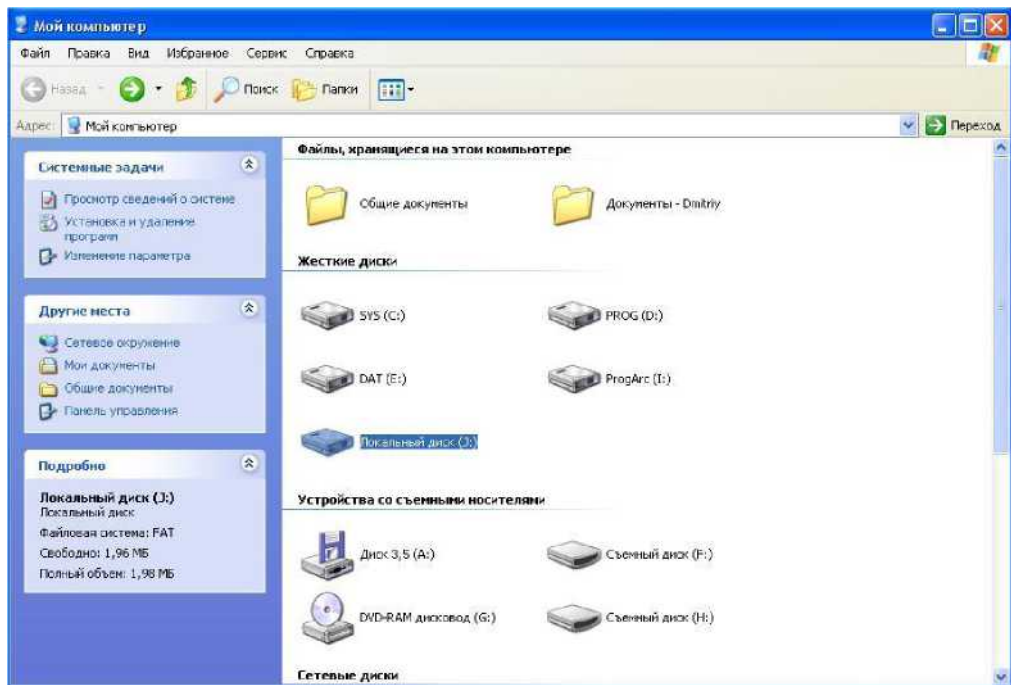 Мой компьютер
Файл Правка Вид Избранное Сервис Справка
Назад Поиск Папки
Адрес: Мой компьютер Переход
Системные задачи
Просмотр сведений о системе
Установка и удаление
программ
Изменение параметра
Другие места
Сетевое окружение
Мои документы
Общие документы
Панель управления
Подробно
Локальный диск (J:)
Локальный диск
Файловая система: FAT
Свободно: 1,96 МБ
Полный объем: 1,98 МБ
Файлы, хранящиеся на этом компьютере
Общие документы Документы - Dmitriy
Жесткие диски
SYS (C:) PROG (D:)
DAT (E:) ProgArc (I:)
Локальный диск (J:)
Устройства со съемными носителями
Диск 3,5 (A:) Съемный диск (F:)
DVD-RAM дисковод (G:) Съемный диск (H:)
Сетевые диски